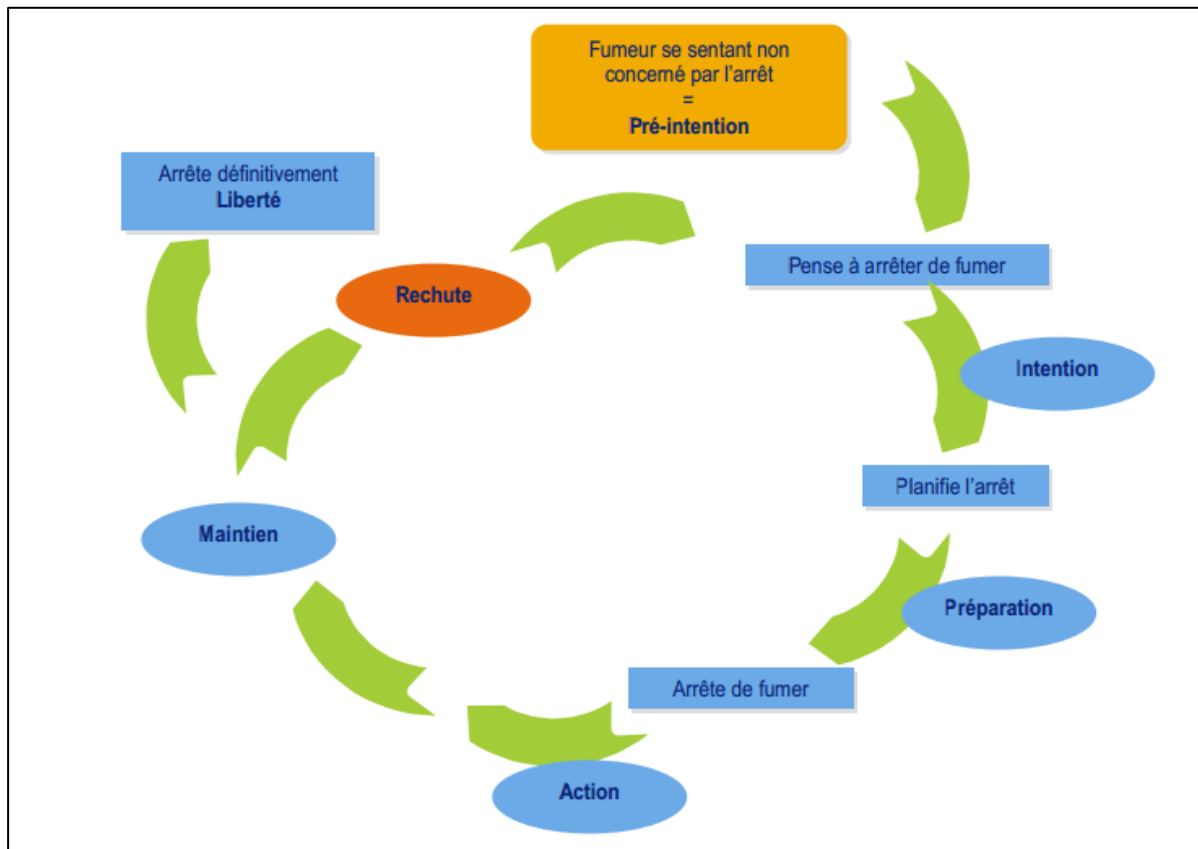 Fumeur se sentant non
concerné par l'arrêt
=
Pré-intention
Arrête définitivement
Liberté
Pense à arrêter de fumer
Rechute
Intention
Planifie l'arrêt
Maintien
Préparation
Arrête de fumer
Action